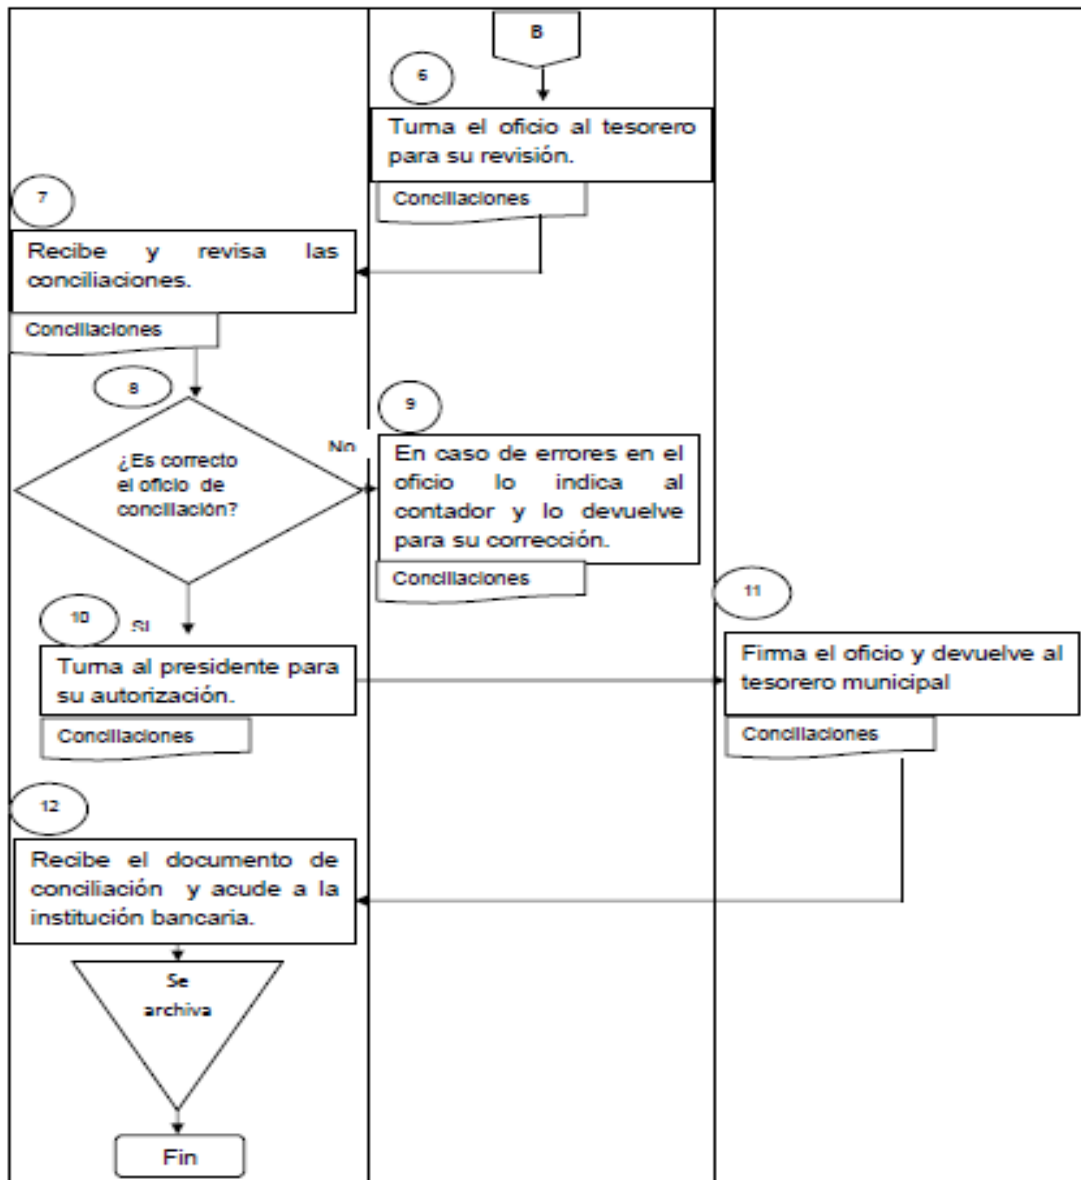 B
6
Turna el oficio al tesorero
para su revisión.
Conciliaciones
7
Recibe y revisa las
conciliaciones.
Conciliaciones
8
¿Es correcto
el oficio de
conciliación?
No
9
En caso de errores en el
oficio lo indica al
contador y lo devuelve
para su corrección.
Conciliaciones
10
SI
Turna al presidente para
su autorización.
Conciliaciones
11
Firma el oficio y devuelve al
tesorero municipal
Conciliaciones
12
Recibe el documento de
conciliación y acude a la
institución bancaria.
Se
archiva
Fin